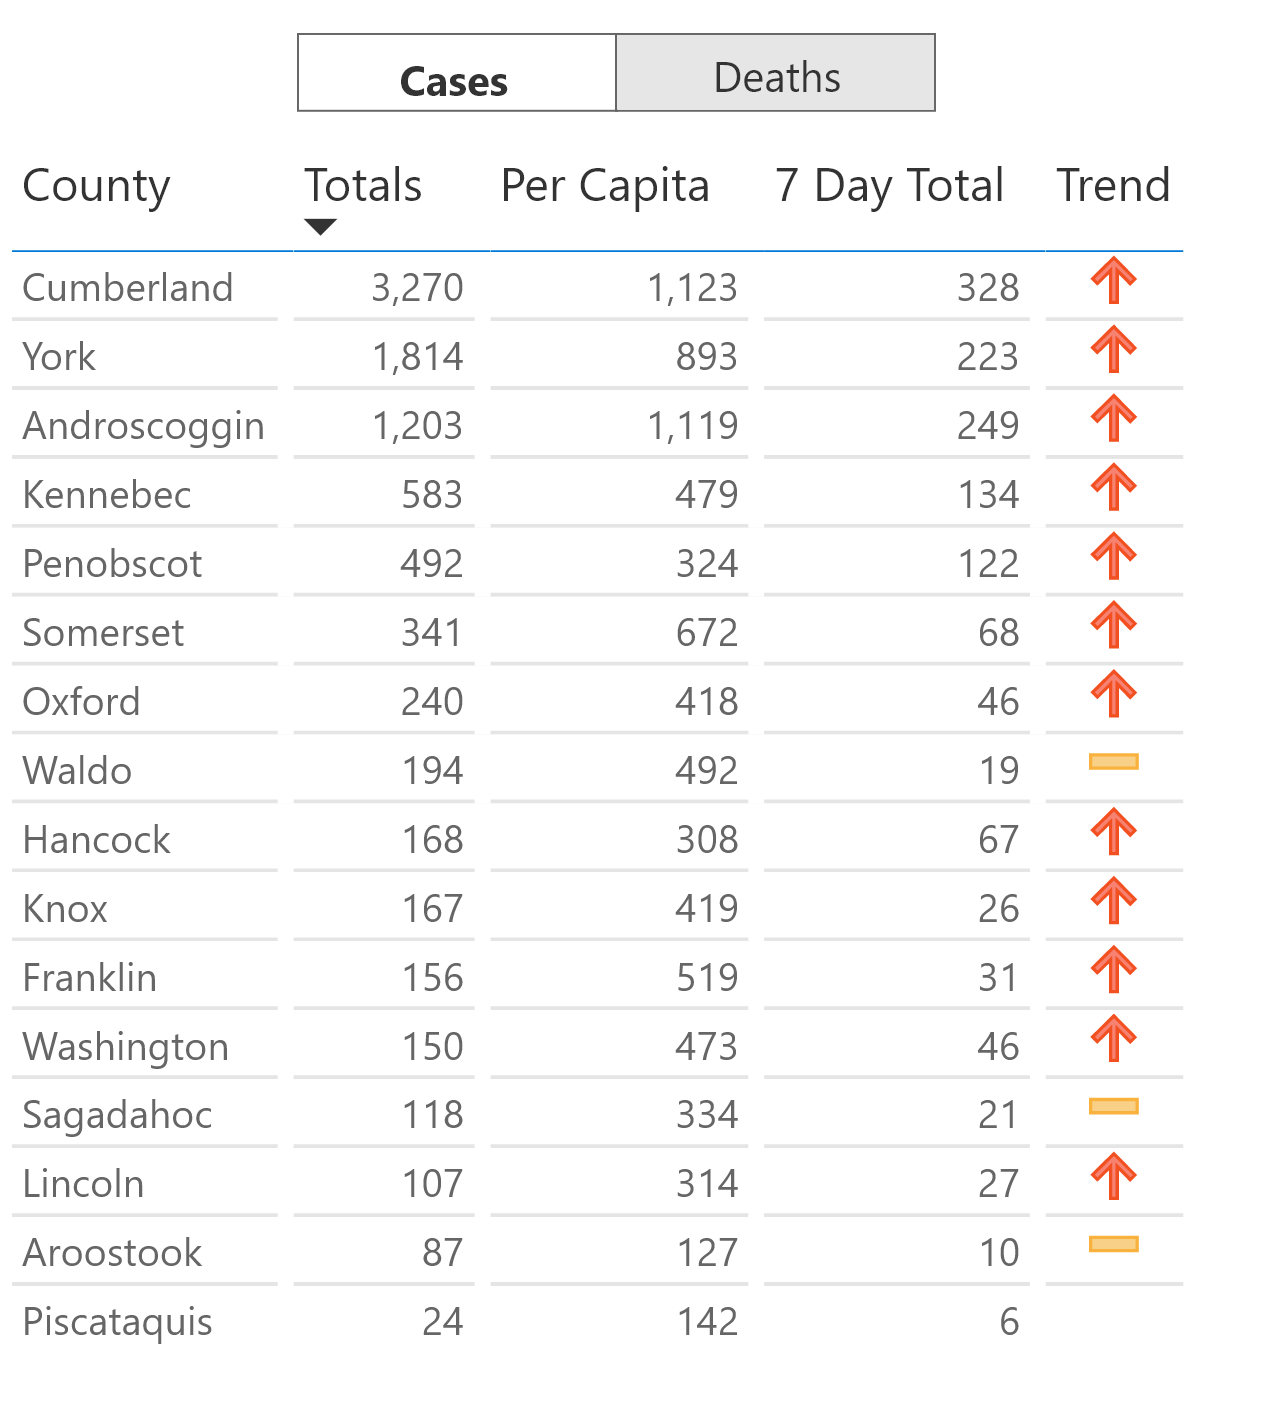 Cases Deaths
County Totals Per Capita 7 Day Total Trend
Cumberland 3,270 1,123 328
York 1,814 893 223
Androscoggin 1,203 1,119 249
Kennebec 583 479 134
Penobscot 492 324 122
Somerset 341 672 68
Oxford 240 418 46
Waldo 194 492 19
Hancock 168 308 67
Knox 167 419 26
Franklin 156 519 31
Washington 150 473 46
Sagadahoc 118 334 21
Lincoln 107 314 27
Aroostook 87 127 10
Piscataquis 24 142 6